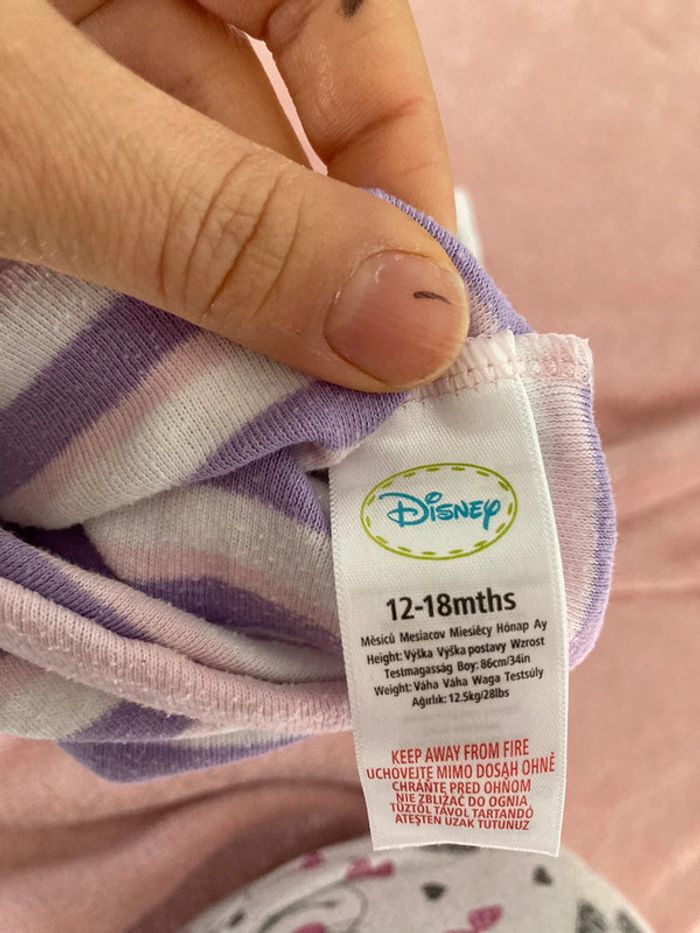 Disney
12-18mths
Měsíců Mesiacov Miesięcy Hónap Ay
Height: Výška Výška postavy Wzrost
Testmagasság Boy: 86cm/34in
Weight: Váha Váha Waga Testsúly
Ağırlık: 12.5kg/28lbs
KEEP AWAY FROM FIRE
UCHOVEJTE MIMO DOSAH OHNĚ
CHRÁŇTE PRED OHŇOM
NIE ZBLIŻAĆ DO OGNIA
TŰZTŐL TÁVOL TARTANDÓ
ATEŞTEN UZAK TUTUNUZ